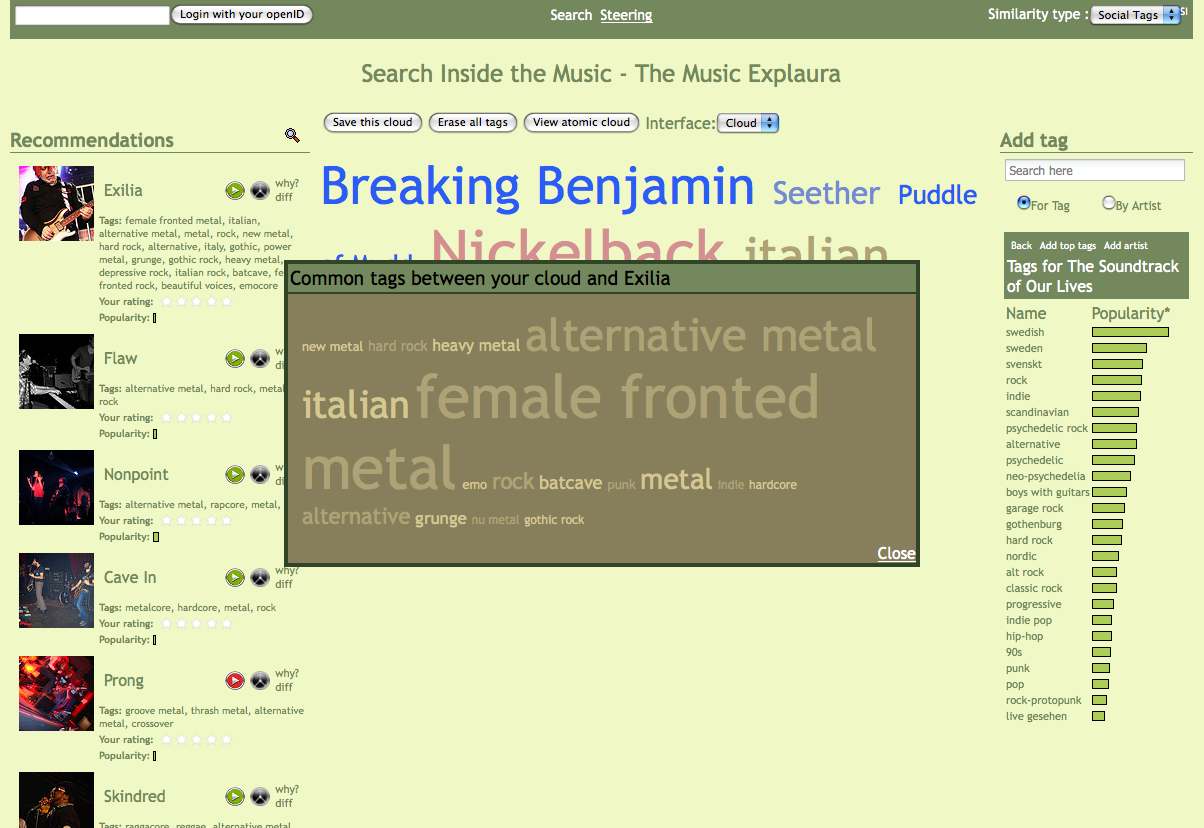 Login with your openID
Search Steering
Similarity type : Social Tags
SI
Search Inside the Music - The Music Explaura
Save this cloud Erase all tags View atomic cloud Interface: Cloud
Recommendations
Exilia
why?
diff
Tags: female fronted metal, italian,
alternative metal, metal, rock, new metal,
hard rock, alternative, italy, gothic, power
metal, grunge, gothic rock, heavy metal,
depressive rock, italian rock, batcave,
fronted rock, beautiful voices, emocore
Your rating:
Popularity:
Flaw
Tags: alternative metal, hard rock, metal
rock
Your rating:
Popularity:
Nonpoint
Tags: alternative metal, rapcore, metal,
Your rating:
Popularity:
Cave In
why?
diff
Tags: metalcore, hardcore, metal, rock
Your rating:
Popularity:
Prong
why?
diff
Tags: groove metal, thrash metal, alternative
metal, crossover
Your rating:
Popularity:
Skindred
why?
diff
Tags: raggacore, reggae, alternative metal
Breaking Benjamin Seether Puddle
of Mudd Nickelback italian
Common tags between your cloud and Exilia
new metal hard rock heavy metal alternative metal
italian female fronted
metal emo rock batcave punk metal indie hardcore
alternative grunge nu metal gothic rock
Close
Add tag
Search here
For Tag By Artist
Back Add top tags Add artist
Tags for The Soundtrack
of Our Lives
Name Popularity*
swedish
sweden
svenskt
rock
indie
scandinavian
psychedelic rock
alternative
psychedelic
neo-psychedelia
boys with guitars
garage rock
gothenburg
hard rock
nordic
alt rock
classic rock
progressive
indie pop
hip-hop
90s
punk
pop
rock-protopunk
live gesehen